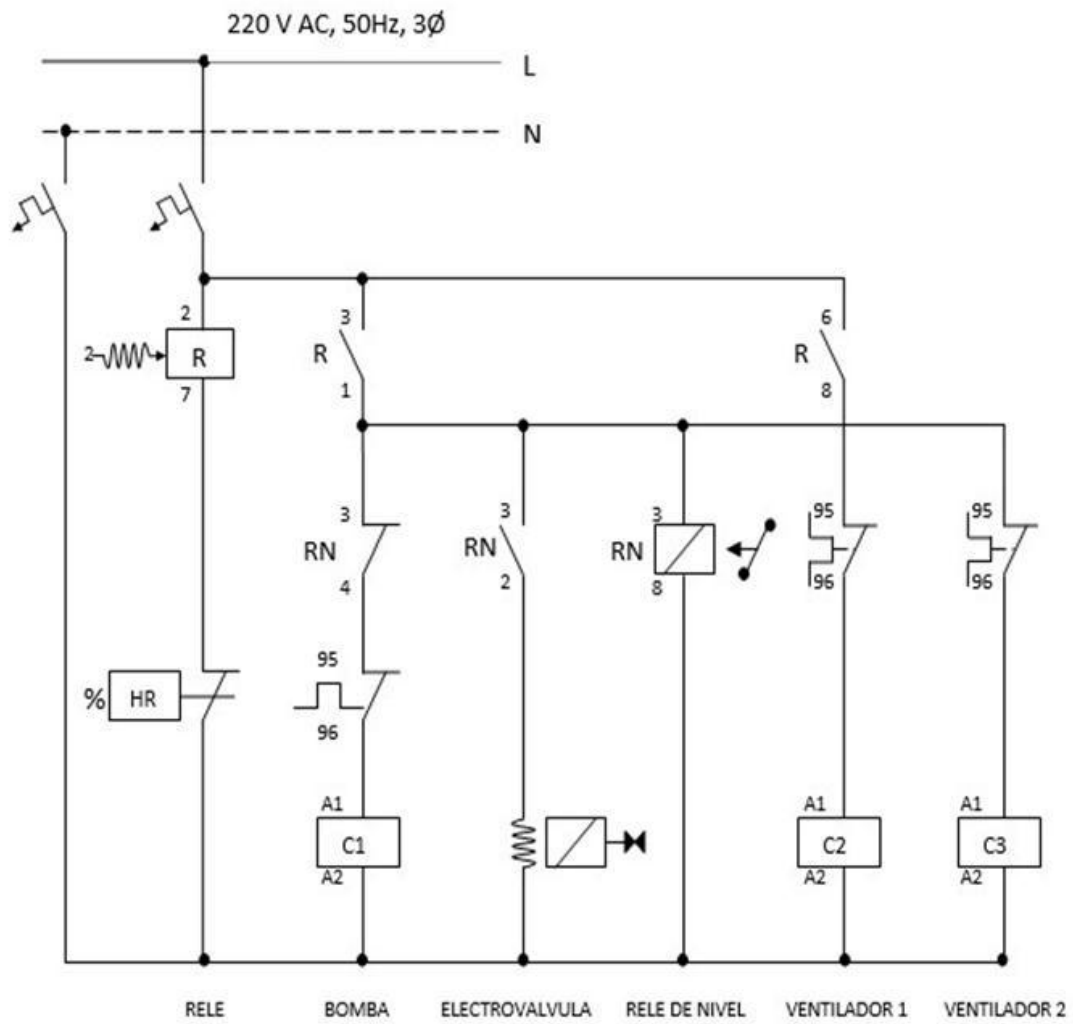 220 V AC, 50Hz, 3Ø
L
N
2
3
6
2
R
R
R
7
1
8
3
3
3
95
95
RN
RN
RN
4
2
8
96
96
95
% HR
96
A1
A1
A1
C1
C2
C3
A2
A2
A2
RELE
BOMBA
ELECTROVALVULA
RELE DE NIVEL
VENTILADOR 1
VENTILADOR 2